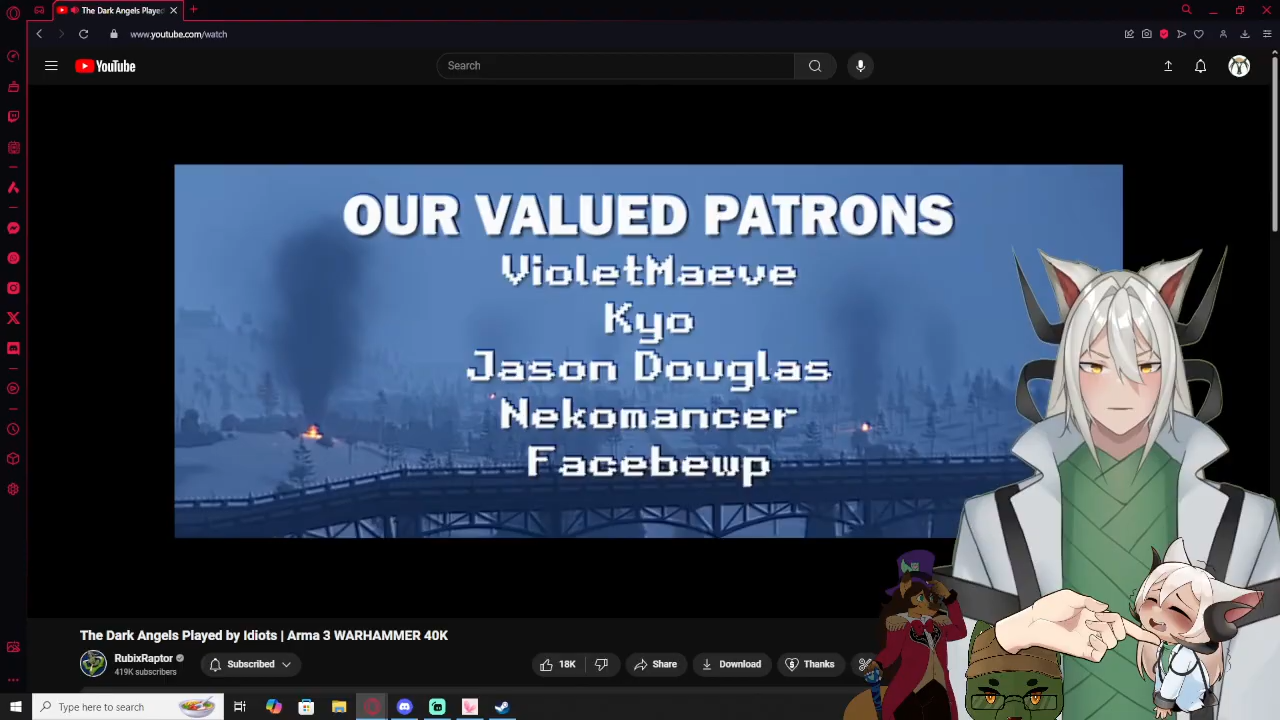 The Dark Angels Played
www.youtube.com/watch
YouTube
Search
OUR VALUED PATRONS
VioletMaeve
Kyo
Jason Douglas
Nekomancer
Facebewp
The Dark Angels Played by Idiots | Arma 3 WARHAMMER 40K
RubixRaptor
419K subscribers
Subscribed
18K
Share
Download
Thanks
Type here to search